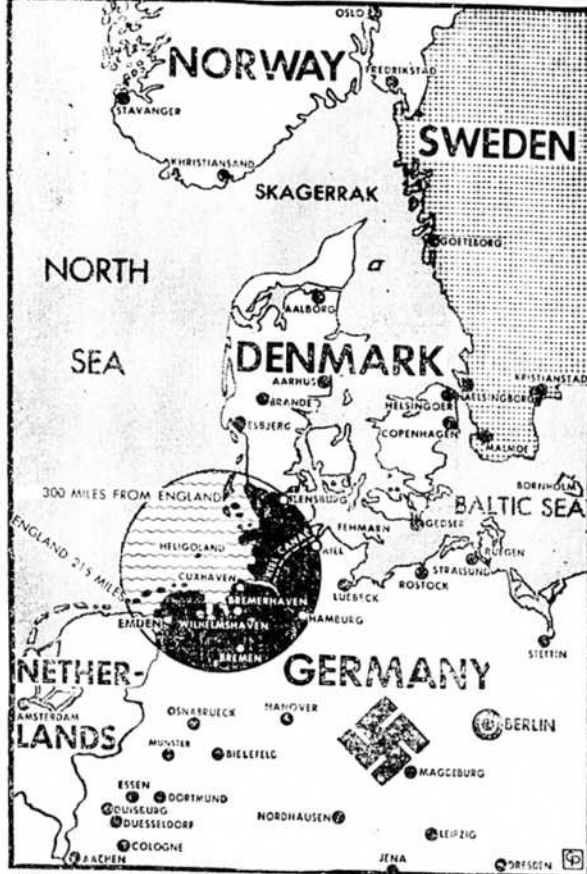 OSLO
NORWAY
FREDRIKSTAD
STAVANGER
SWEDEN
KHRISTIANSAND
SKAGERRAK
GOETEBORG
NORTH
SEA
AALBORG
DENMARK
AARHUS
KRISTIANSTAD
BRANDE
HELSINGOER
HAELSINGBORG
ESBJERG
COPENHAGEN
MALMOE
BORNHOLM
300 MILES FROM ENGLAND
FLENSBURG
BALTIC SEA
FEHMARN
GEDSER
ENGLAND 215 MILES
HELIGOLAND
CANAL
KIEL
RUEGEN
STRALSUND
CUXHAVEN
ROSTOCK
LUEBECK
BREMERHAVEN
EMDEN
WILHELMSHAVEN
HAMBURG
BREMEN
STETTIN
NETHER-
LANDS
GERMANY
AMSTERDAM
OSNABRUECK
HANOVER
BERLIN
MUNSTER
BIELEFELD
MAGDEBURG
ESSEN
DORTMUND
DUISBURG
DUESSELDORF
NORDHAUSEN
LEIPZIG
COLOGNE
AACHEN
JENA
DRESDEN
CP